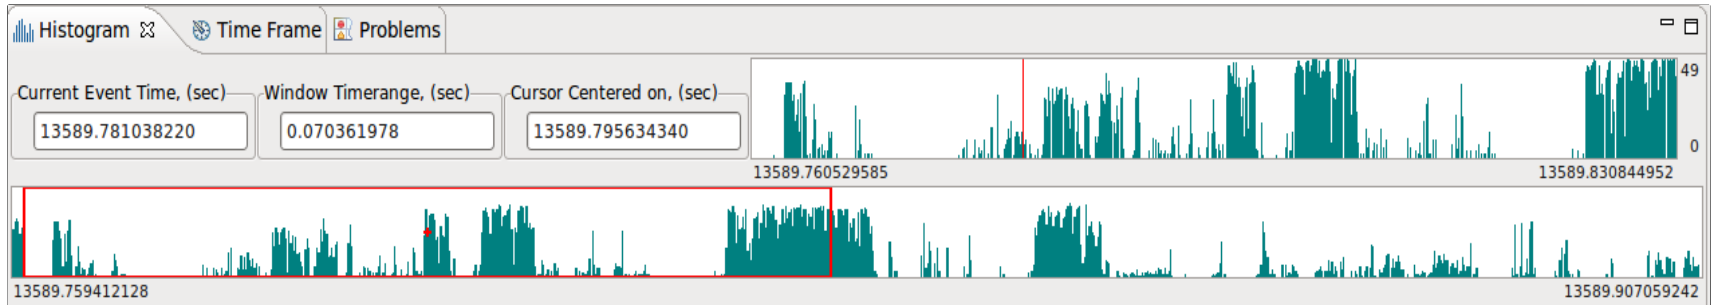 Histogram Time Frame Problems
Current Event Time, (sec) Window Timerange, (sec) Cursor Centered on, (sec)
13589.781038220 0.070361978 13589.795634340
49
0
13589.760529585 13589.830844952
13589.759412128 13589.907059242